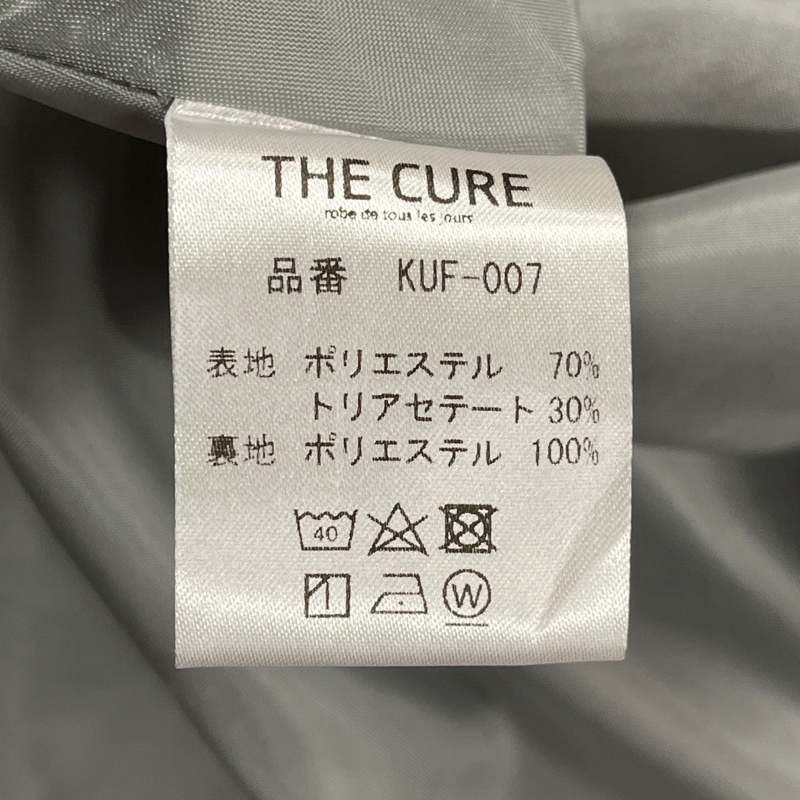 THE CURE
robe de tous les jours
品番 KUF-007
表地 ポリエステル 70%
トリアセテート 30%
裏地 ポリエステル 100%
40
W